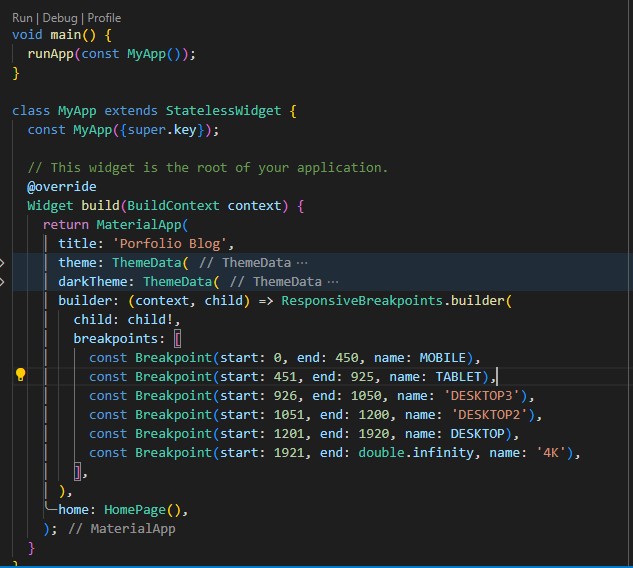 Run | Debug | Profile
void main() {
  runApp(const MyApp());
}

class MyApp extends StatelessWidget {
  const MyApp({super.key});

  // This widget is the root of your application.
  @override
  Widget build(BuildContext context) {
    return MaterialApp(
      title: 'Porfolio Blog',
      theme: ThemeData( // ThemeData ⋯
      darkTheme: ThemeData( // ThemeData ⋯
      builder: (context, child) => ResponsiveBreakpoints.builder(
        child: child!,
        breakpoints: [
          const Breakpoint(start: 0, end: 450, name: MOBILE),
          const Breakpoint(start: 451, end: 925, name: TABLET),
          const Breakpoint(start: 926, end: 1050, name: 'DESKTOP3'),
          const Breakpoint(start: 1051, end: 1200, name: 'DESKTOP2'),
          const Breakpoint(start: 1201, end: 1920, name: DESKTOP),
          const Breakpoint(start: 1921, end: double.infinity, name: '4K'),
        ],
      ),
      home: HomePage(),
    ); // MaterialApp
  }
}